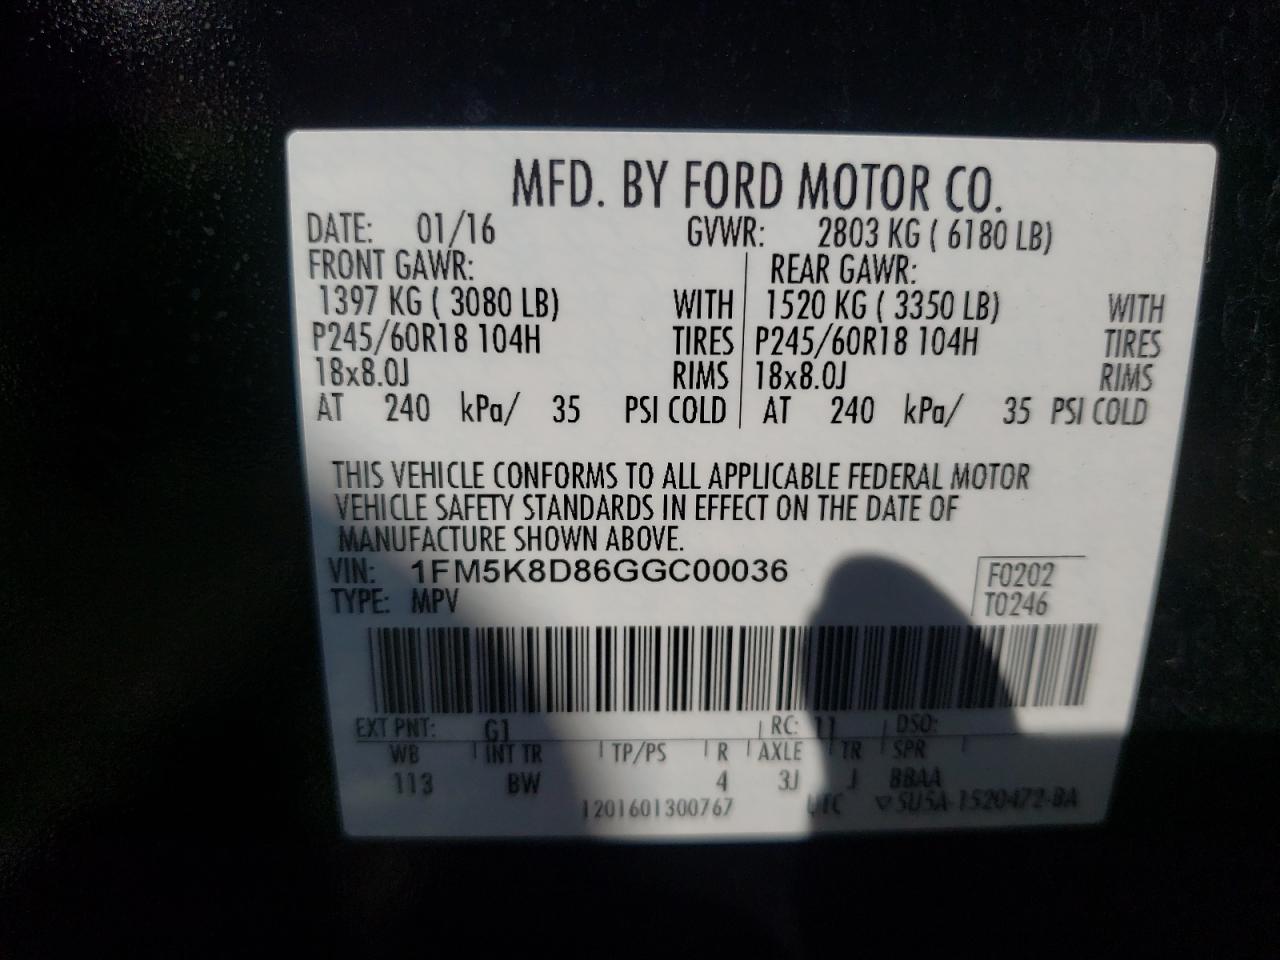 MFD. BY FORD MOTOR CO.
DATE: 01/16 GVWR: 2803 KG ( 6180 LB)
FRONT GAWR: REAR GAWR:
1397 KG ( 3080 LB) WITH 1520 KG ( 3350 LB) WITH
P245/60R18 104H TIRES P245/60R18 104H TIRES
18x8.0J RIMS 18x8.0J RIMS
AT 240 kPa/ 35 PSI COLD AT 240 kPa/ 35 PSI COLD
THIS VEHICLE CONFORMS TO ALL APPLICABLE FEDERAL MOTOR
VEHICLE SAFETY STANDARDS IN EFFECT ON THE DATE OF
MANUFACTURE SHOWN ABOVE.
VIN: 1FM5K8D86GGC00036 F0202
TYPE: MPV T0246
EXT PNT: G1 RC: 11 DSO:
WB INT TR TP/PS R AXLE TR SPR
113 BW 4 3J J BBAA
1201601300767 UTC ▽SU5A-1520472-BA